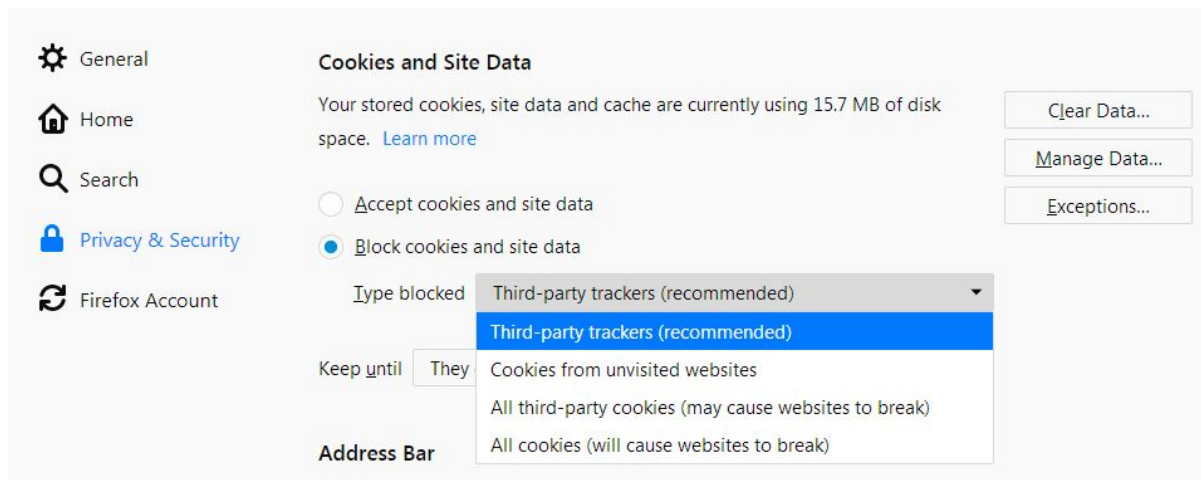 General
Home
Search
Privacy & Security
Firefox Account
Cookies and Site Data
Your stored cookies, site data and cache are currently using 15.7 MB of disk
space. Learn more
Clear Data...
Manage Data...
Exceptions...
Accept cookies and site data
Block cookies and site data
Type blocked Third-party trackers (recommended)
Third-party trackers (recommended)
Cookies from unvisited websites
All third-party cookies (may cause websites to break)
All cookies (will cause websites to break)
Keep until They
Address Bar